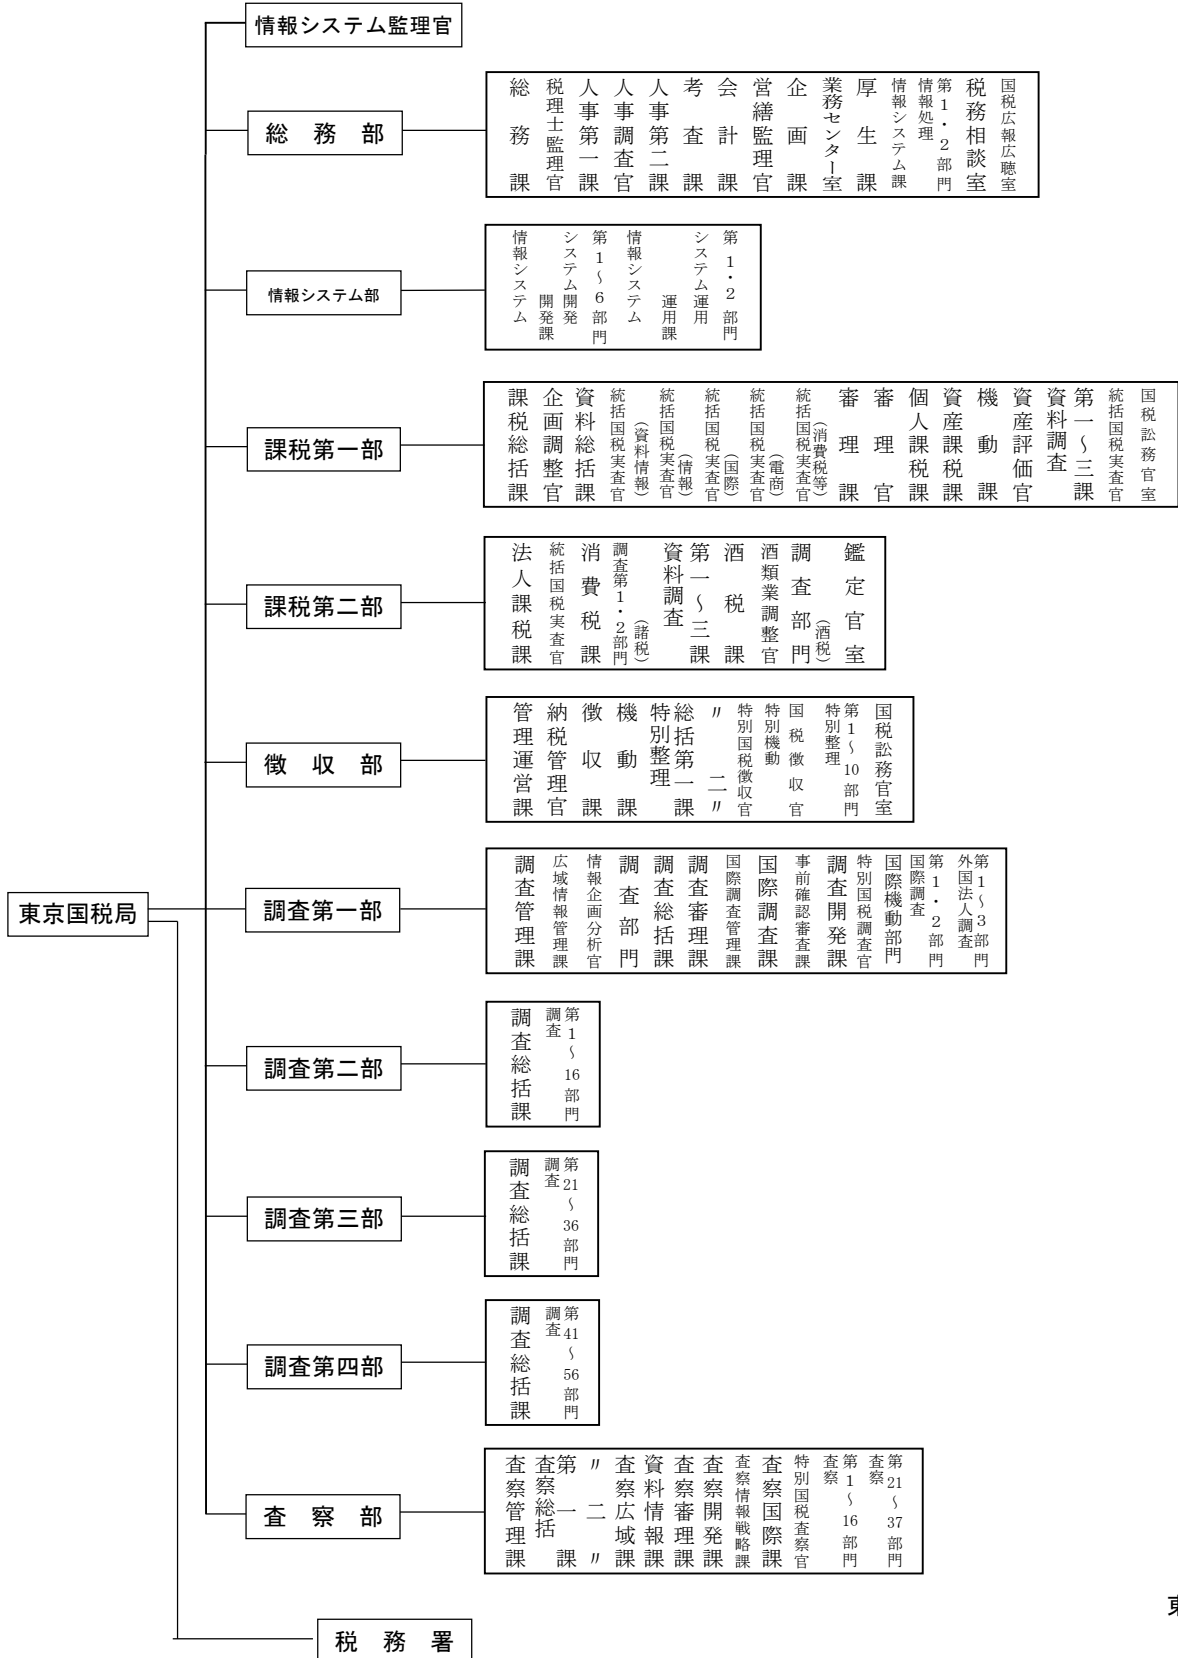 情報システム監理官
総務部
総務課
税理士監理官
人事第一課
人事調査官
人事第二課
考査課
会計課
営繕監理官
企画課
業務センター室
厚生課
情報システム課
情報処理
第1・2部門
税務相談室
国税広報広聴室
情報システム部
情報システム
開発課
システム開発
第1～6部門
情報システム
運用課
システム運用
第1・2部門
課税第一部
課税総括課
企画調整官
資料総括課
統括国税実査官
(資料情報)
統括国税実査官
(情報)
統括国税実査官
(国際)
統括国税実査官
(電商)
統括国税実査官
(消費税等)
審理課
審理官
個人課税課
資産課税課
機動課
資産評価官
資料調査
第一～三課
統括国税実査官
国税訟務官室
課税第二部
法人課税課
統括国税実査官
消費税課
調査第1・2部門
(諸税)
資料調査
第一～三課
酒税課
酒類業調整官
調査部門
(酒税)
鑑定官室
徴収部
管理運営課
納税管理官
徴収課
機動課
特別整理
総括第一課
〃二〃
特別国税徴収官
特別機動
国税徴収官
特別整理
第1～10部門
国税訟務官室
東京国税局
調査第一部
調査管理課
広域情報管理課
情報企画分析官
調査部門
調査総括課
調査審理課
国際調査管理課
国際調査課
事前確認審査課
調査開発課
特別国税調査官
国際機動部門
国際調査
第1・2部門
外国法人調査
第1～3部門
調査第二部
調査総括課
調査
第1～16部門
調査第三部
調査総括課
調査
第21～36部門
調査第四部
調査総括課
調査
第41～56部門
査察部
査察管理課
査察総括
第一課
〃二〃
査察広域課
資料情報課
査察審理課
査察開発課
査察情報戦略課
査察国際課
特別国税査察官
査察
第1～16部門
査察
第21～37部門
税務署